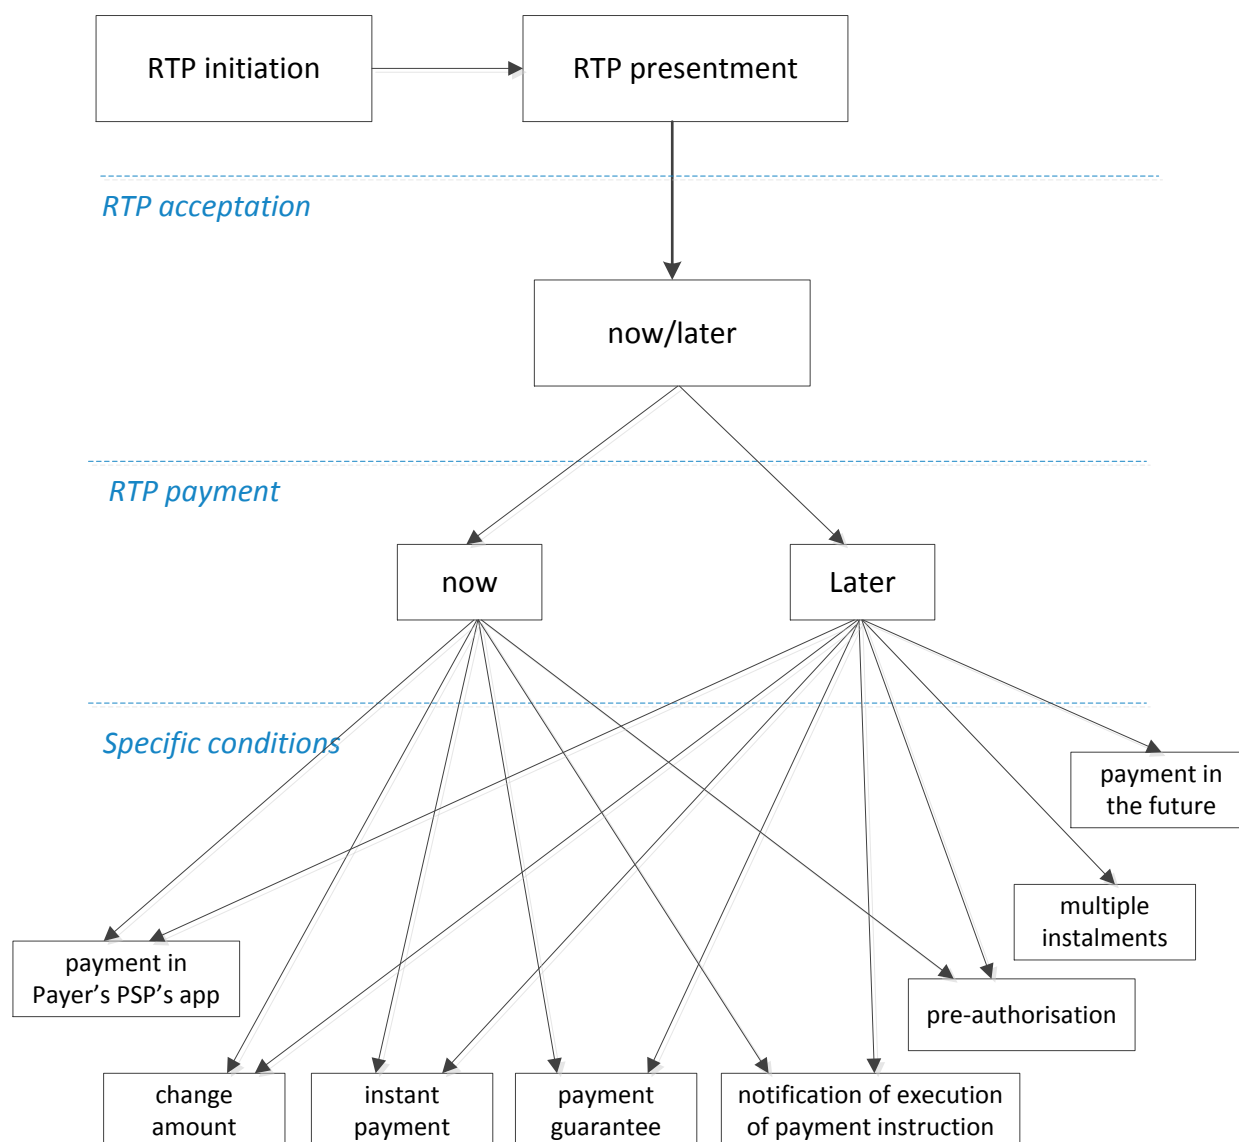 RTP initiation
RTP presentment
RTP acceptation
now/later
RTP payment
now
Later
Specific conditions
payment in
the future
multiple
instalments
payment in
Payer’s PSP’s app
pre-authorisation
change
amount
instant
payment
payment
guarantee
notification of execution
of payment instruction